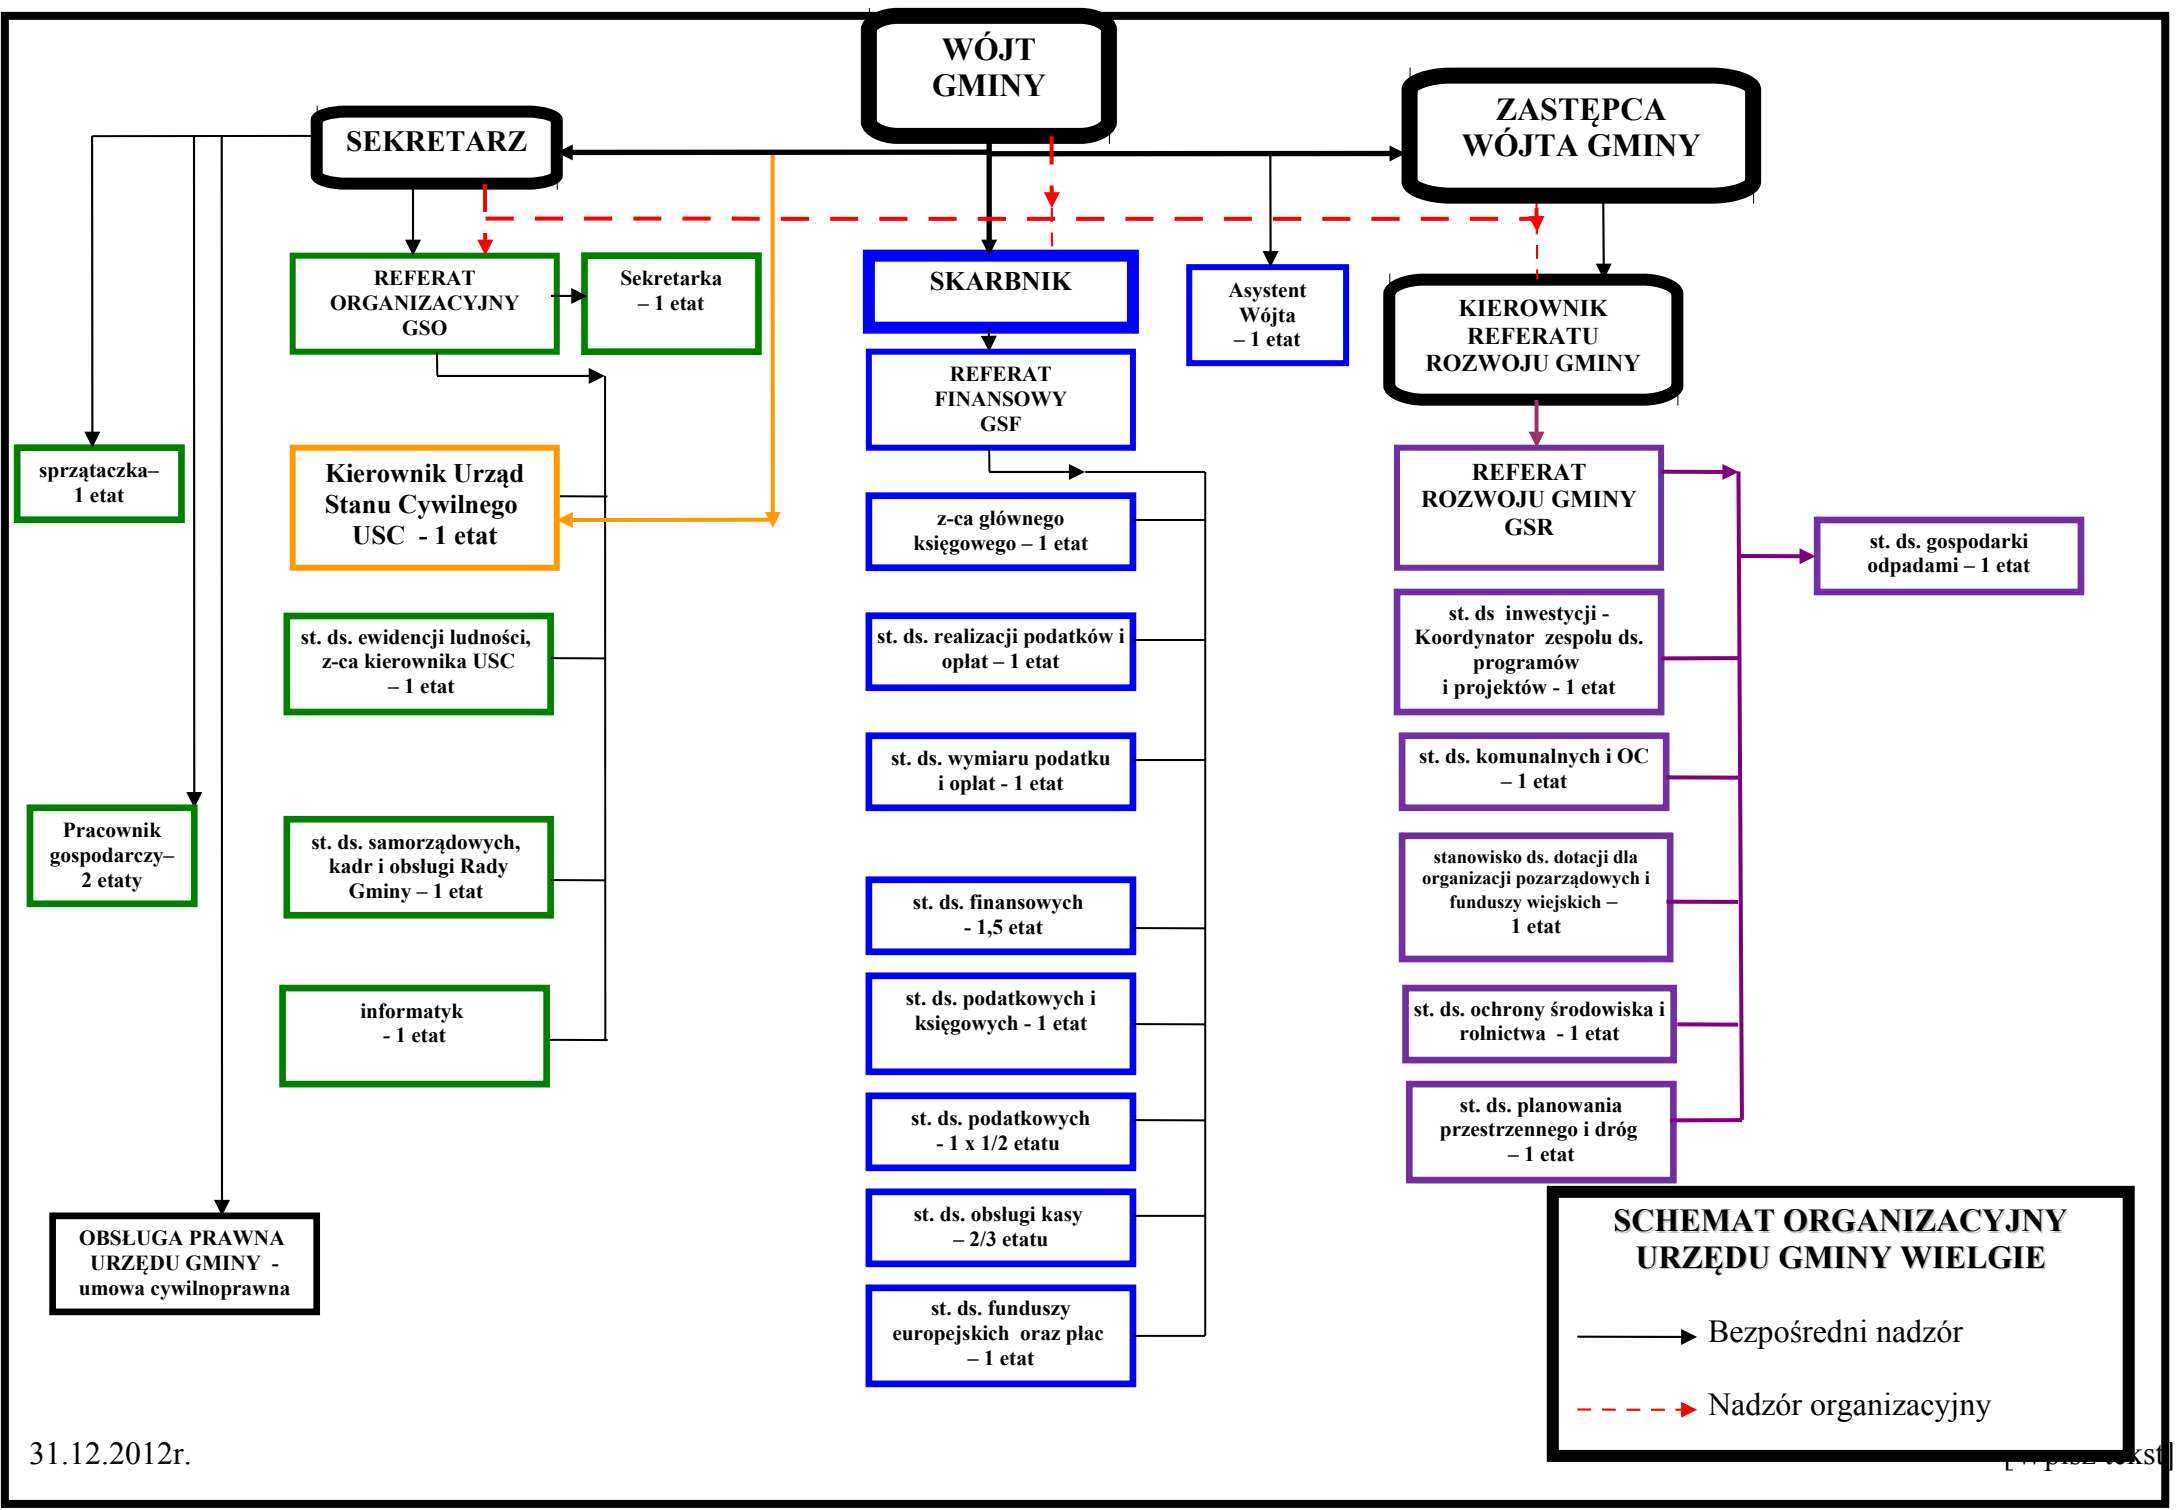 WÓJT
GMINY
ZASTĘPCA
WÓJTA GMINY
SEKRETARZ
REFERAT
ORGANIZACYJNY
GSO
Sekretarka
– 1 etat
SKARBNIK
Asystent
Wójta
– 1 etat
KIEROWNIK
REFERATU
ROZWOJU GMINY
REFERAT
FINANSOWY
GSF
sprzątaczka–
1 etat
Kierownik Urząd
Stanu Cywilnego
USC - 1 etat
z-ca głównego
księgowego – 1 etat
REFERAT
ROZWOJU GMINY
GSR
st. ds. gospodarki
odpadami – 1 etat
st. ds. ewidencji ludności,
z-ca kierownika USC
– 1 etat
st. ds. realizacji podatków i
opłat – 1 etat
st. ds inwestycji -
Koordynator zespołu ds.
programów
i projektów - 1 etat
st. ds. wymiaru podatku
i opłat - 1 etat
st. ds. komunalnych i OC
– 1 etat
Pracownik
gospodarczy–
2 etaty
st. ds. samorządowych,
kadr i obsługi Rady
Gminy – 1 etat
st. ds. finansowych
- 1,5 etat
stanowisko ds. dotacji dla
organizacji pozarządowych i
funduszy wiejskich –
1 etat
informatyk
- 1 etat
st. ds. podatkowych i
księgowych - 1 etat
st. ds. ochrony środowiska i
rolnictwa - 1 etat
st. ds. podatkowych
- 1 x 1/2 etatu
st. ds. planowania
przestrzennego i dróg
– 1 etat
OBSŁUGA PRAWNA
URZĘDU GMINY -
umowa cywilnoprawna
st. ds. obsługi kasy
– 2/3 etatu
st. ds. funduszy
europejskich oraz płac
– 1 etat
SCHEMAT ORGANIZACYJNY
URZĘDU GMINY WIELGIE
Bezpośredni nadzór
Nadzór organizacyjny
31.12.2012r.
[Wpisz tekst]